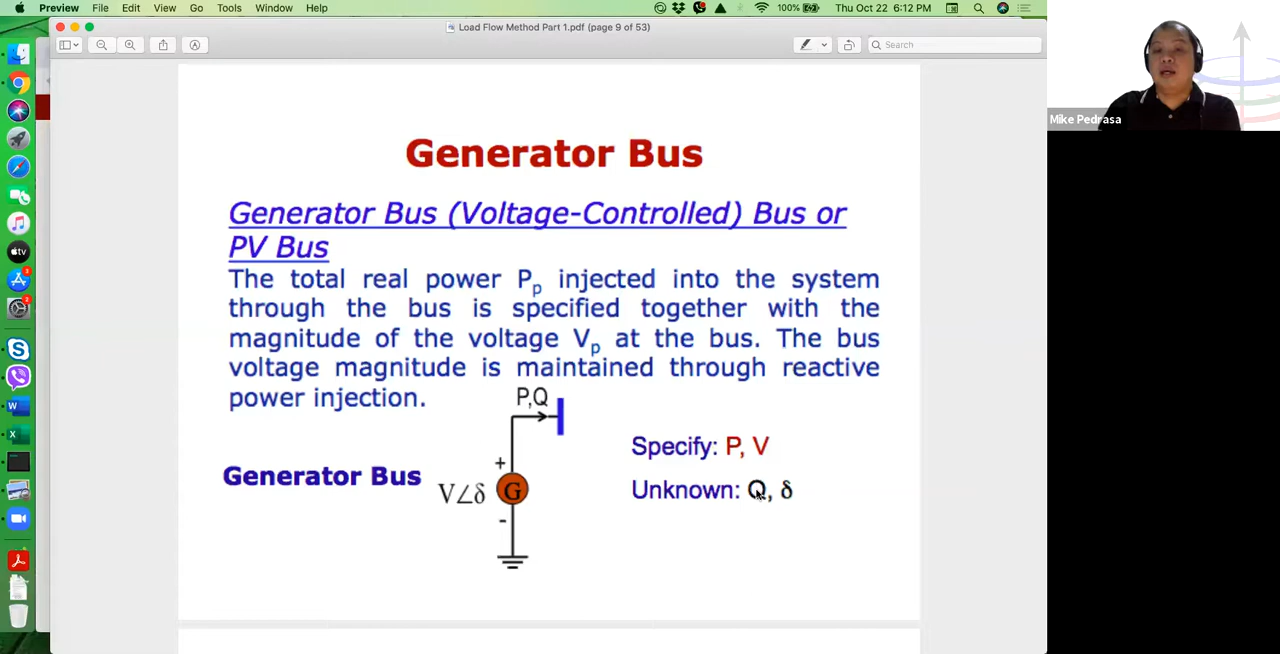 Preview File Edit View Go Tools Window Help 100% Thu Oct 22 6:12 PM
Load Flow Method Part 1.pdf (page 9 of 53)
Search
Mike Pedrasa
Generator Bus
Generator Bus (Voltage-Controlled) Bus or
PV Bus
The total real power Pp injected into the system
through the bus is specified together with the
magnitude of the voltage Vp at the bus. The bus
voltage magnitude is maintained through reactive
power injection.
P,Q
Specify: P, V
+
Generator Bus
V∠δ
G
Unknown: Q, δ
-